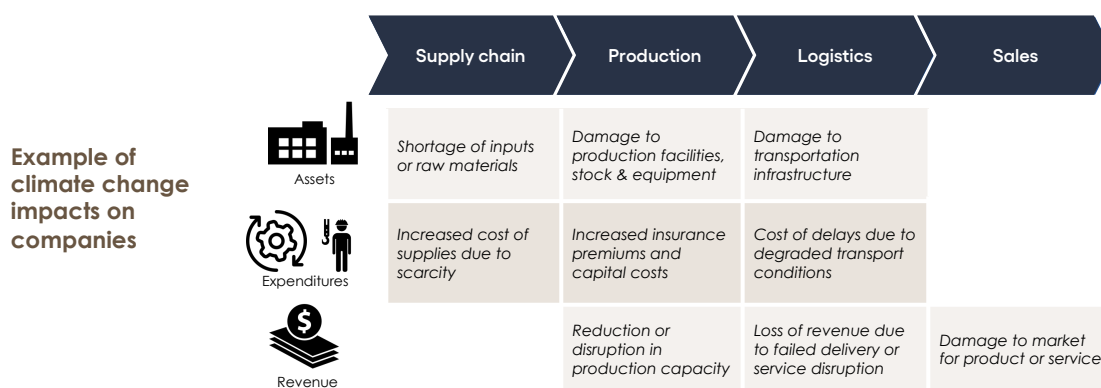 Supply chain
Production
Logistics
Sales
Example of
climate change
impacts on
companies
Assets
Shortage of inputs
or raw materials
Damage to
production facilities,
stock & equipment
Damage to
transportation
infrastructure
Expenditures
Increased cost of
supplies due to
scarcity
Increased insurance
premiums and
capital costs
Cost of delays due to
degraded transport
conditions
$
Revenue
Reduction or
disruption in
production capacity
Loss of revenue due
to failed delivery or
service disruption
Damage to market
for product or service